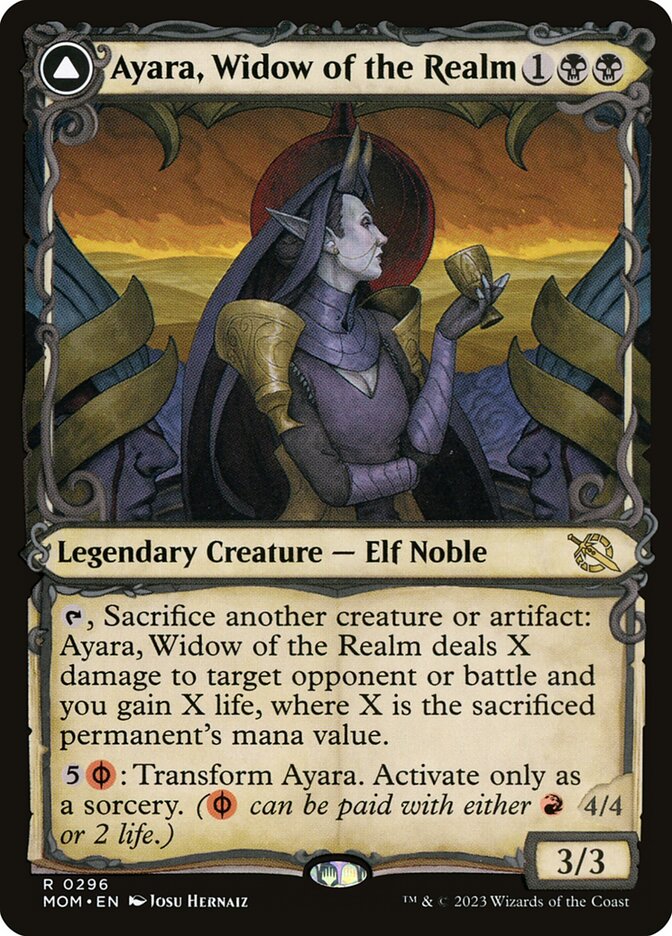 Ayara, Widow of the Realm 1
Legendary Creature — Elf Noble
, Sacrifice another creature or artifact:
Ayara, Widow of the Realm deals X
damage to target opponent or battle and
you gain X life, where X is the sacrificed
permanent's mana value.
5 : Transform Ayara. Activate only as
a sorcery. ( can be paid with either
or 2 life.)
4/4
3/3
R 0296
MOM • EN Josu Hernaiz
™ & © 2023 Wizards of the Coast